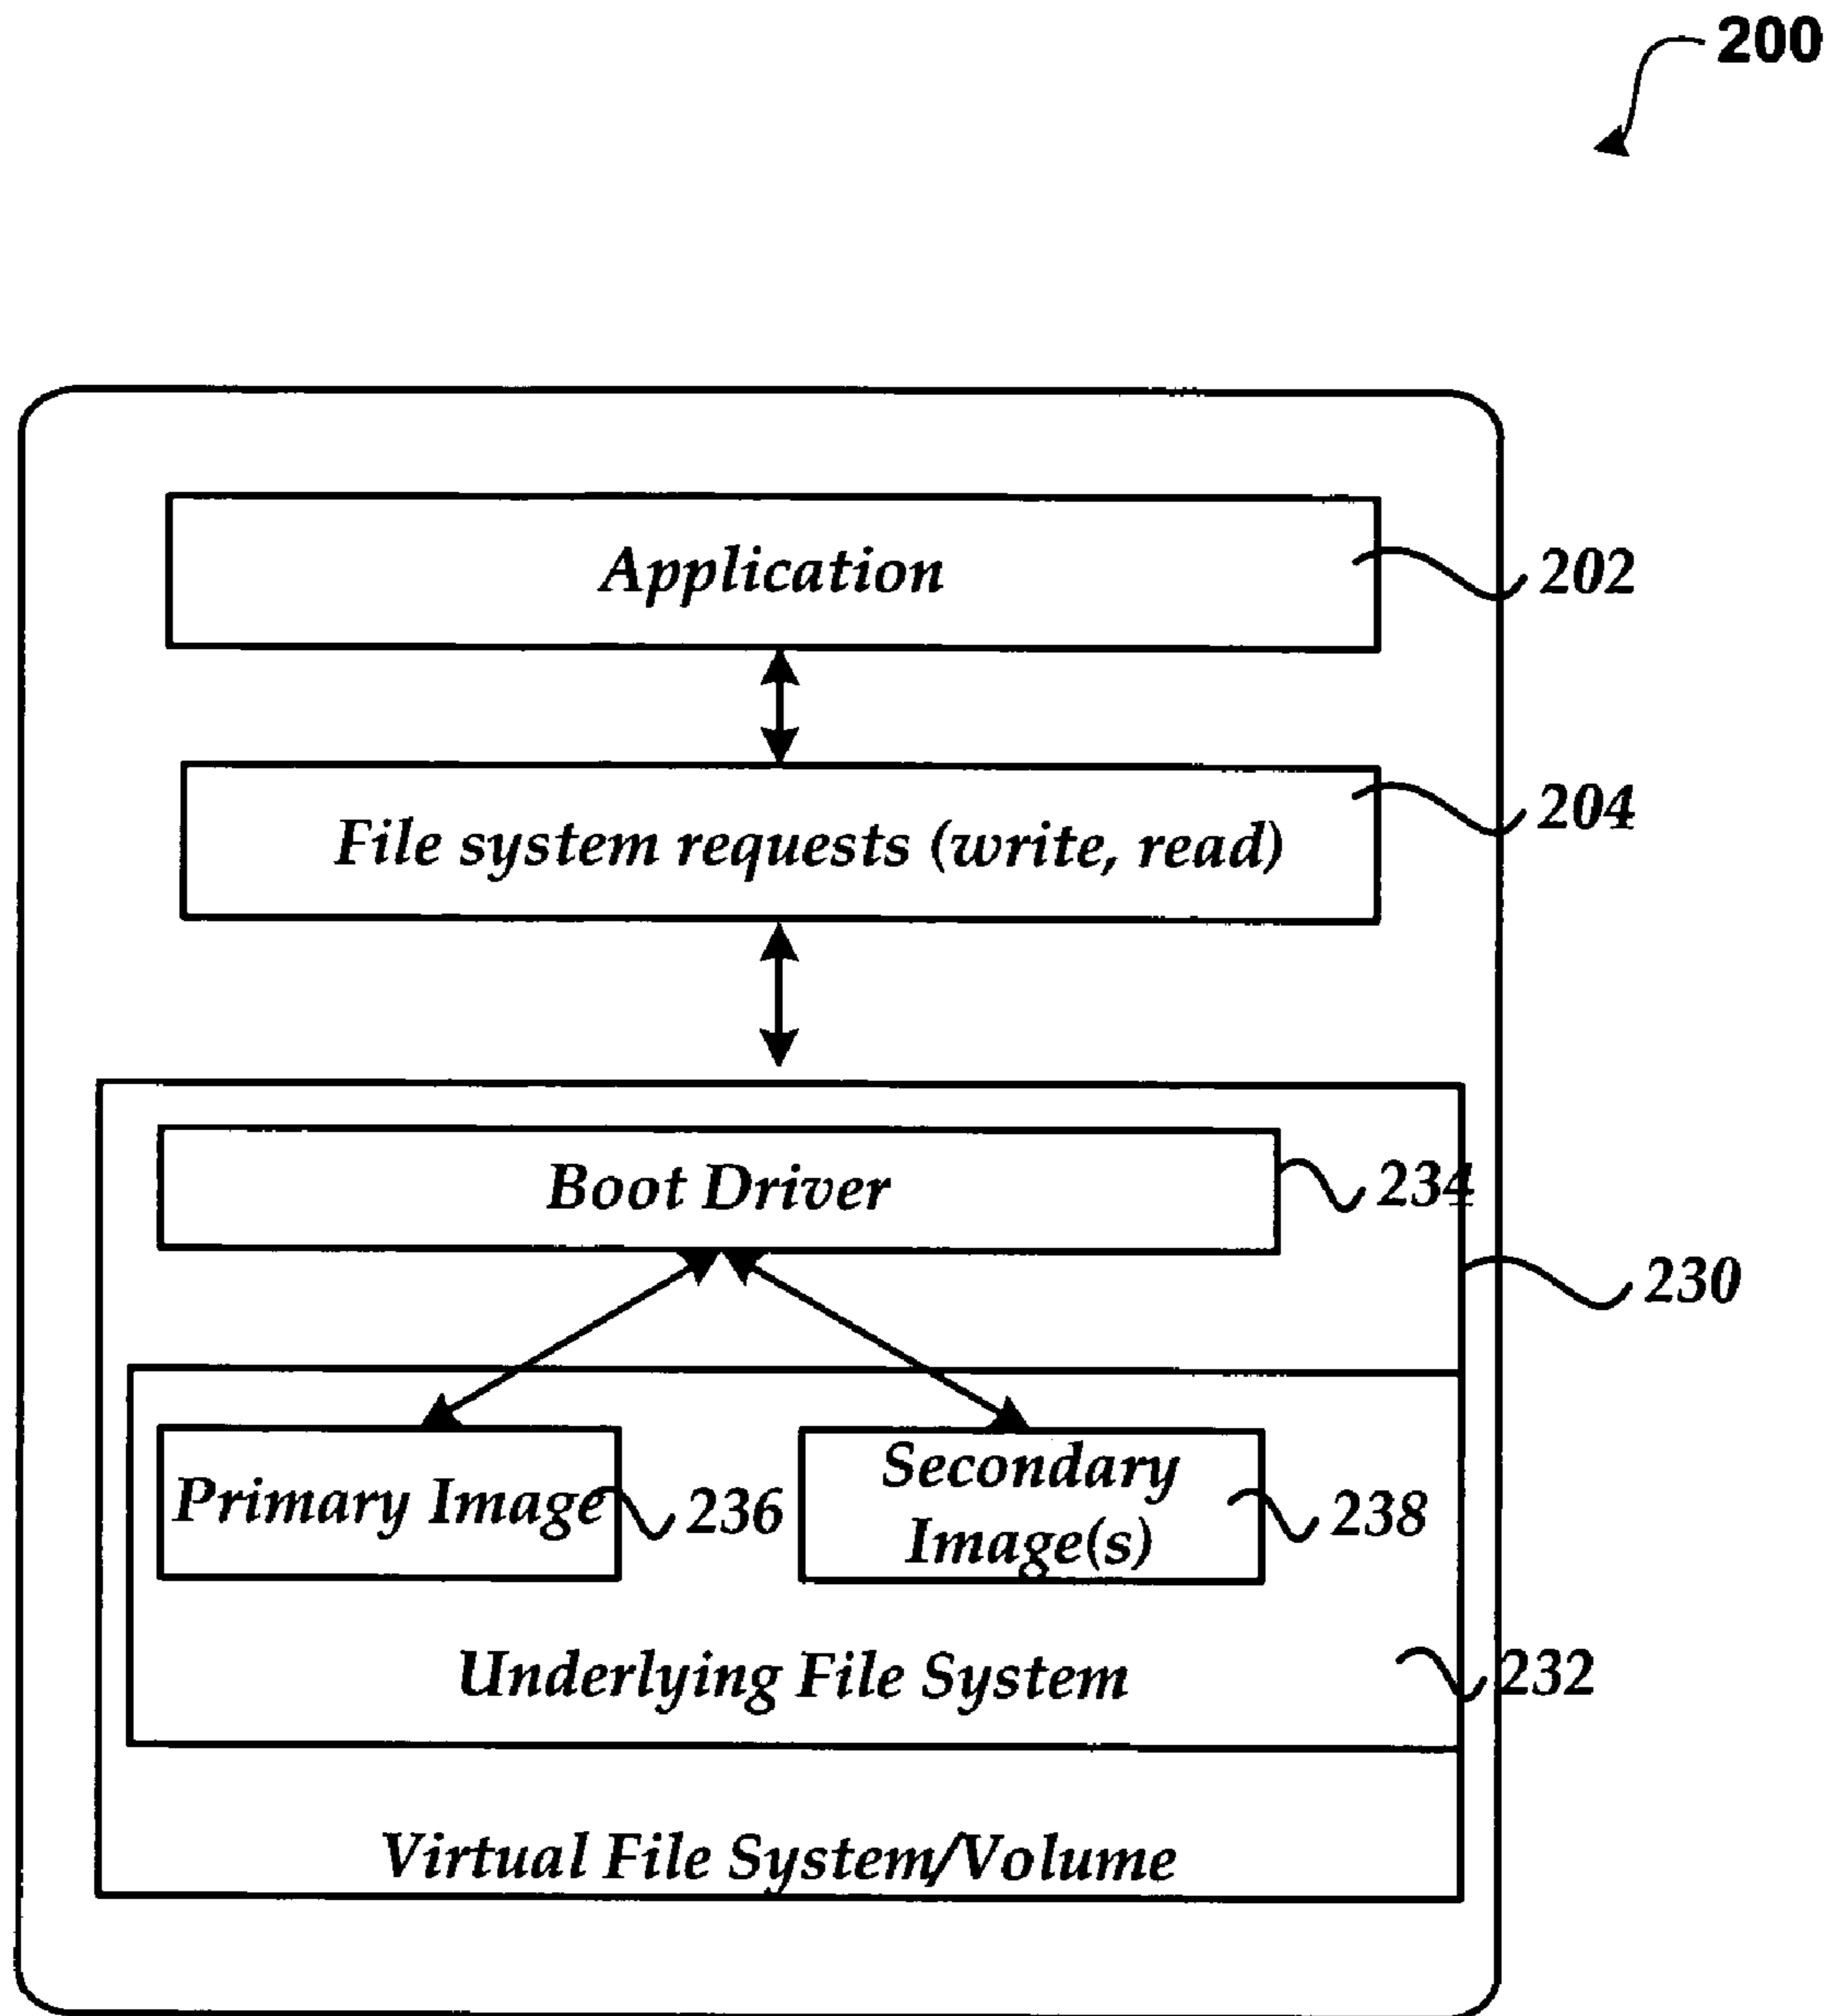 200
Application
202
File system requests (write, read)
204
Boot Driver
234
230
Primary Image
236
Secondary
Image(s)
238
Underlying File System
232
Virtual File System/Volume